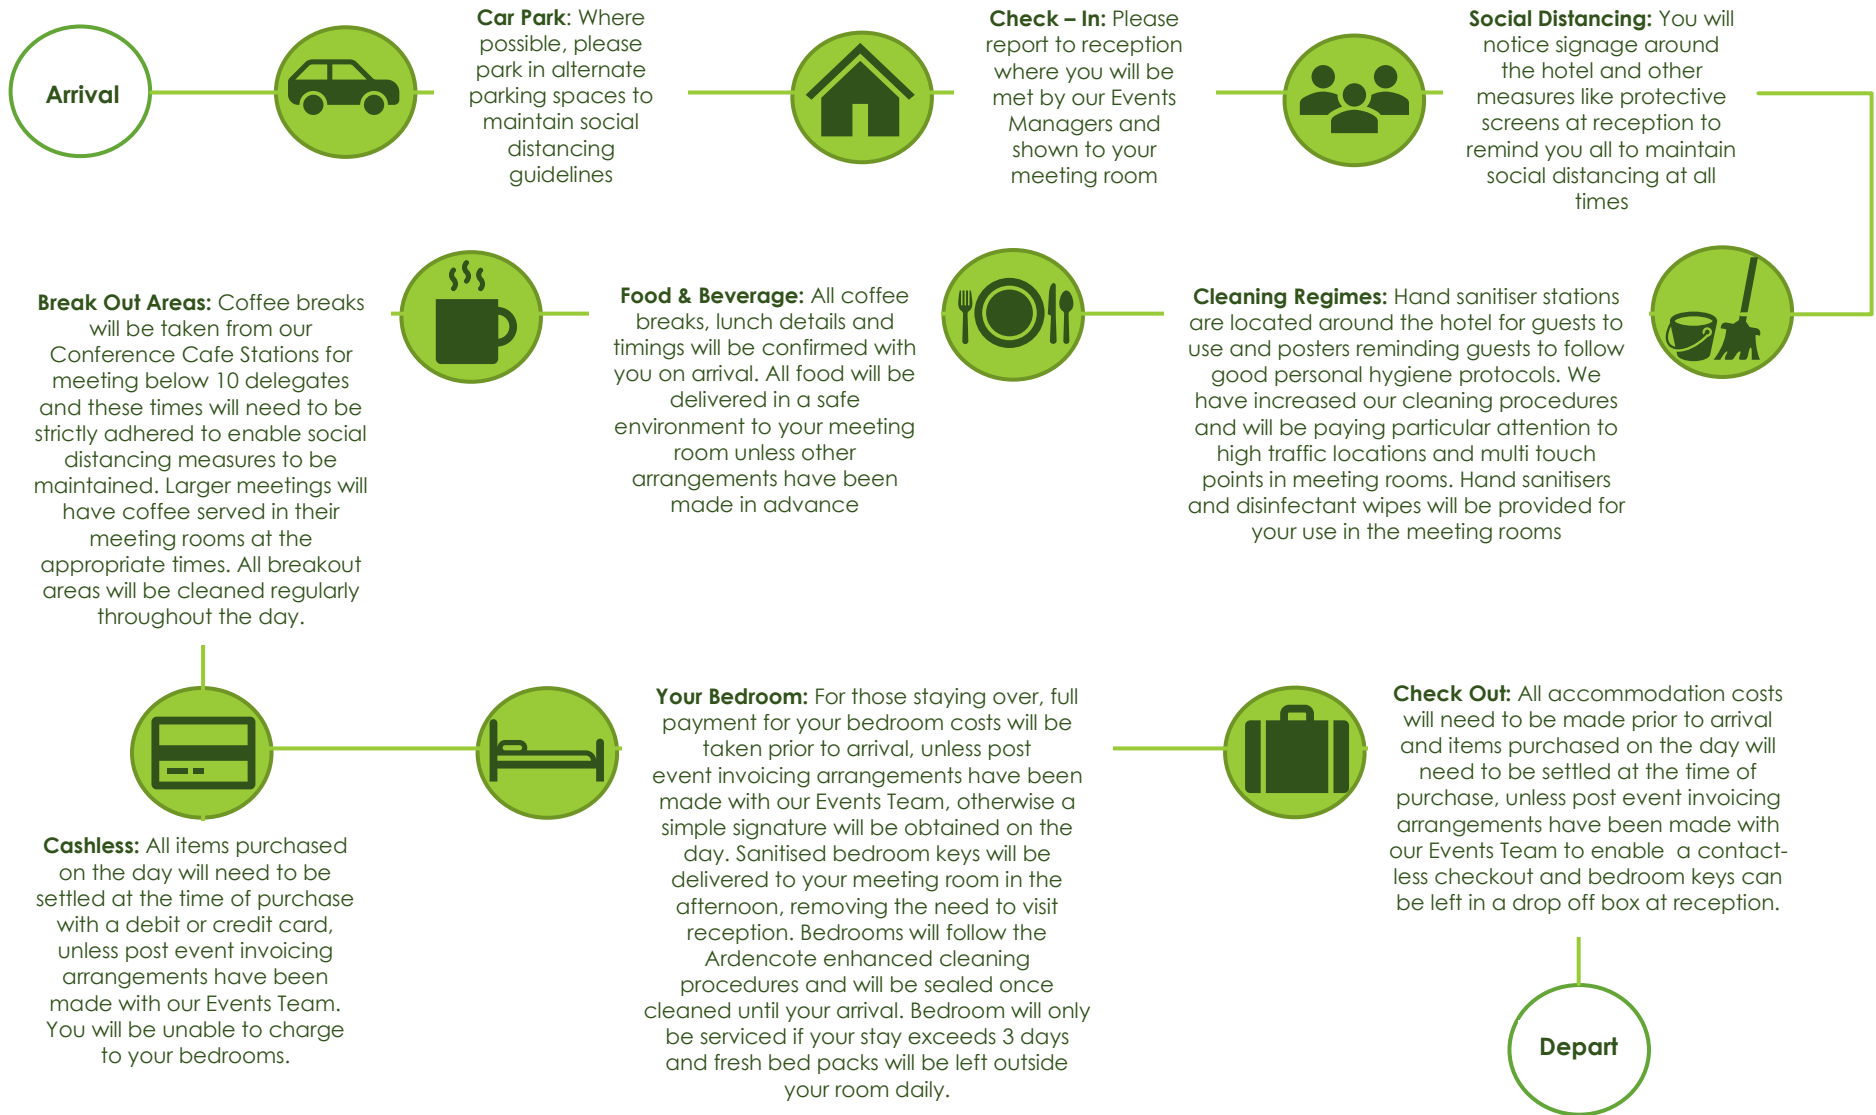 Arrival
Car Park: Where
possible, please
park in alternate
parking spaces to
maintain social
distancing
guidelines
Check – In: Please
report to reception
where you will be
met by our Events
Managers and
shown to your
meeting room
Social Distancing: You will
notice signage around
the hotel and other
measures like protective
screens at reception to
remind you all to maintain
social distancing at all
times
Cleaning Regimes: Hand sanitiser stations
are located around the hotel for guests to
use and posters reminding guests to follow
good personal hygiene protocols. We
have increased our cleaning procedures
and will be paying particular attention to
high traffic locations and multi touch
points in meeting rooms. Hand sanitisers
and disinfectant wipes will be provided for
your use in the meeting rooms
Food & Beverage: All coffee
breaks, lunch details and
timings will be confirmed with
you on arrival. All food will be
delivered in a safe
environment to your meeting
room unless other
arrangements have been
made in advance
Break Out Areas: Coffee breaks
will be taken from our
Conference Cafe Stations for
meeting below 10 delegates
and these times will need to be
strictly adhered to enable social
distancing measures to be
maintained. Larger meetings will
have coffee served in their
meeting rooms at the
appropriate times. All breakout
areas will be cleaned regularly
throughout the day.
Cashless: All items purchased
on the day will need to be
settled at the time of purchase
with a debit or credit card,
unless post event invoicing
arrangements have been
made with our Events Team.
You will be unable to charge
to your bedrooms.
Your Bedroom: For those staying over, full
payment for your bedroom costs will be
taken prior to arrival, unless post
event invoicing arrangements have been
made with our Events Team, otherwise a
simple signature will be obtained on the
day. Sanitised bedroom keys will be
delivered to your meeting room in the
afternoon, removing the need to visit
reception. Bedrooms will follow the
Ardencote enhanced cleaning
procedures and will be sealed once
cleaned until your arrival. Bedroom will only
be serviced if your stay exceeds 3 days
and fresh bed packs will be left outside
your room daily.
Check Out: All accommodation costs
will need to be made prior to arrival
and items purchased on the day will
need to be settled at the time of
purchase, unless post event invoicing
arrangements have been made with
our Events Team to enable a contact-
less checkout and bedroom keys can
be left in a drop off box at reception.
Depart